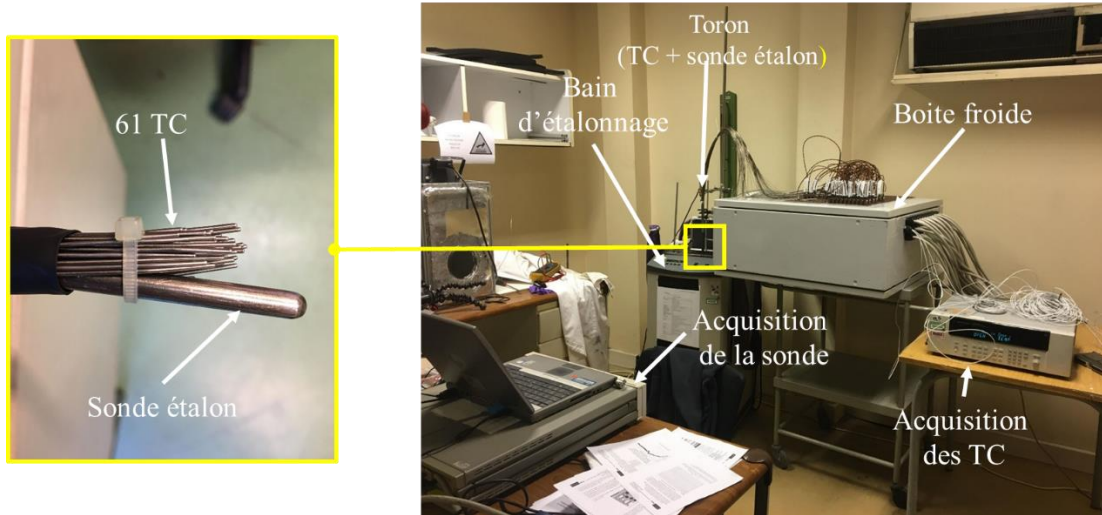 61 TC
Sonde étalon
Toron
(TC + sonde étalon)
Bain
d'étalonnage
Boite froide
Acquisition
de la sonde
Acquisition
des TC